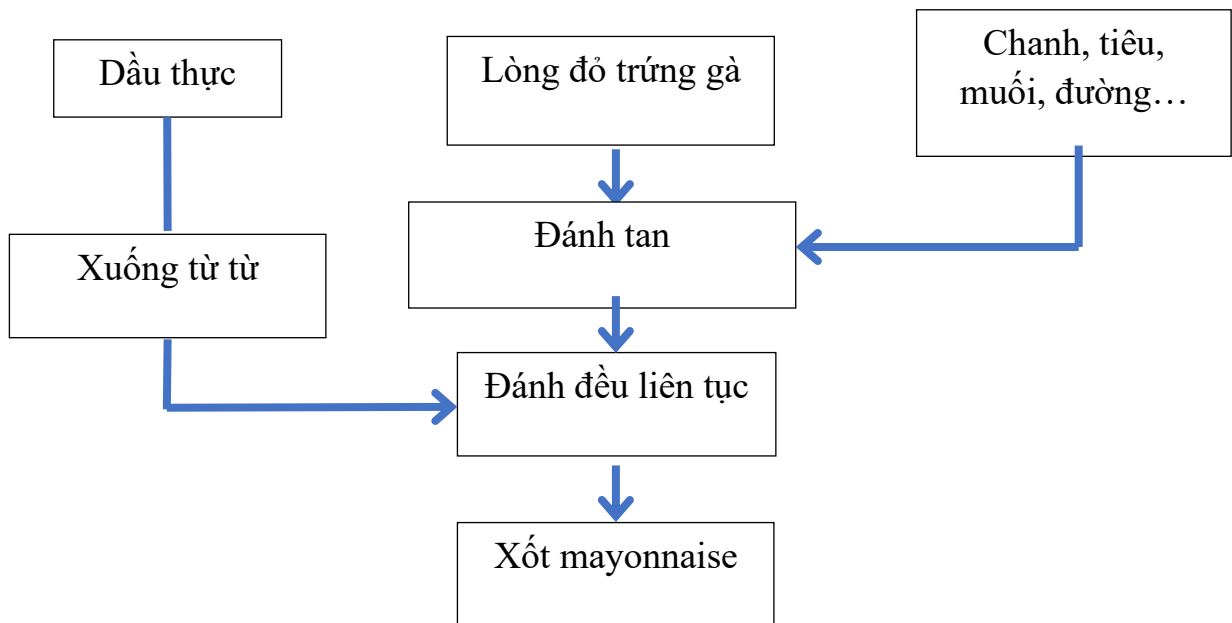 Dầu thực
Lòng đỏ trứng gà
Chanh, tiêu,
muối, đường…
Đánh tan
Xuống từ từ
Đánh đều liên tục
Xốt mayonnaise